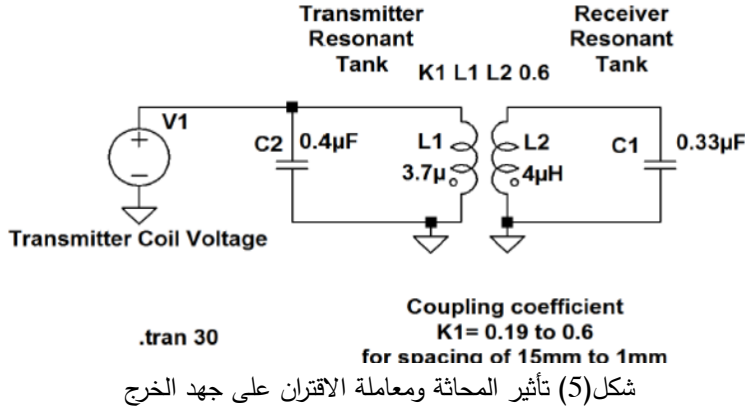 Transmitter
Resonant
Tank
Receiver
Resonant
Tank
K1 L1 L2 0.6
V1
C2
0.4µF
L1
3.7µ
L2
4µH
C1
0.33µF
Transmitter Coil Voltage
.tran 30
Coupling coefficient
K1= 0.19 to 0.6
for spacing of 15mm to 1mm
شكل(5) تأثير المحاثة ومعاملة الاقتران على جهد الخرج